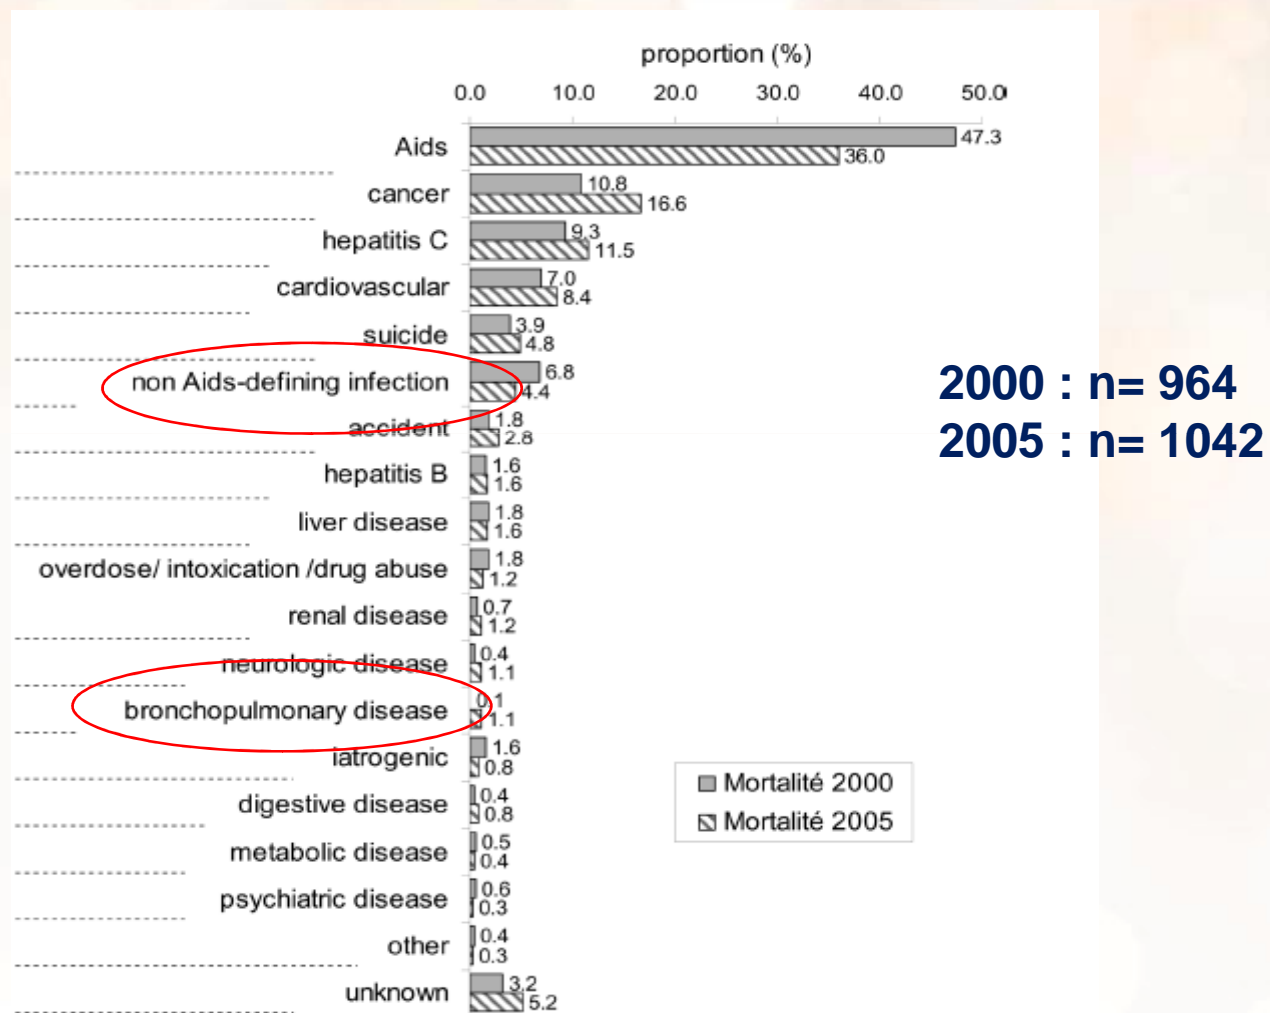 proportion (%)
0.0 10.0 20.0 30.0 40.0 50.0
Aids 47.3
36.0
cancer 10.8
16.6
hepatitis C 9.3
11.5
cardiovascular 7.0
8.4
suicide 3.9
4.8
non Aids-defining infection 6.8
4.4
accident 1.8
2.8
hepatitis B 1.6
1.6
liver disease 1.8
1.6
overdose/ intoxication /drug abuse 1.8
1.2
renal disease 0.7
1.2
neurologic disease 0.4
1.1
bronchopulmonary disease 0.1
1.1
iatrogenic 1.6
0.8
digestive disease 0.4
0.8
metabolic disease 0.5
0.4
psychiatric disease 0.6
0.3
other 0.4
0.3
unknown 3.2
5.2
2000 : n= 964
2005 : n= 1042
Mortalité 2000
Mortalité 2005